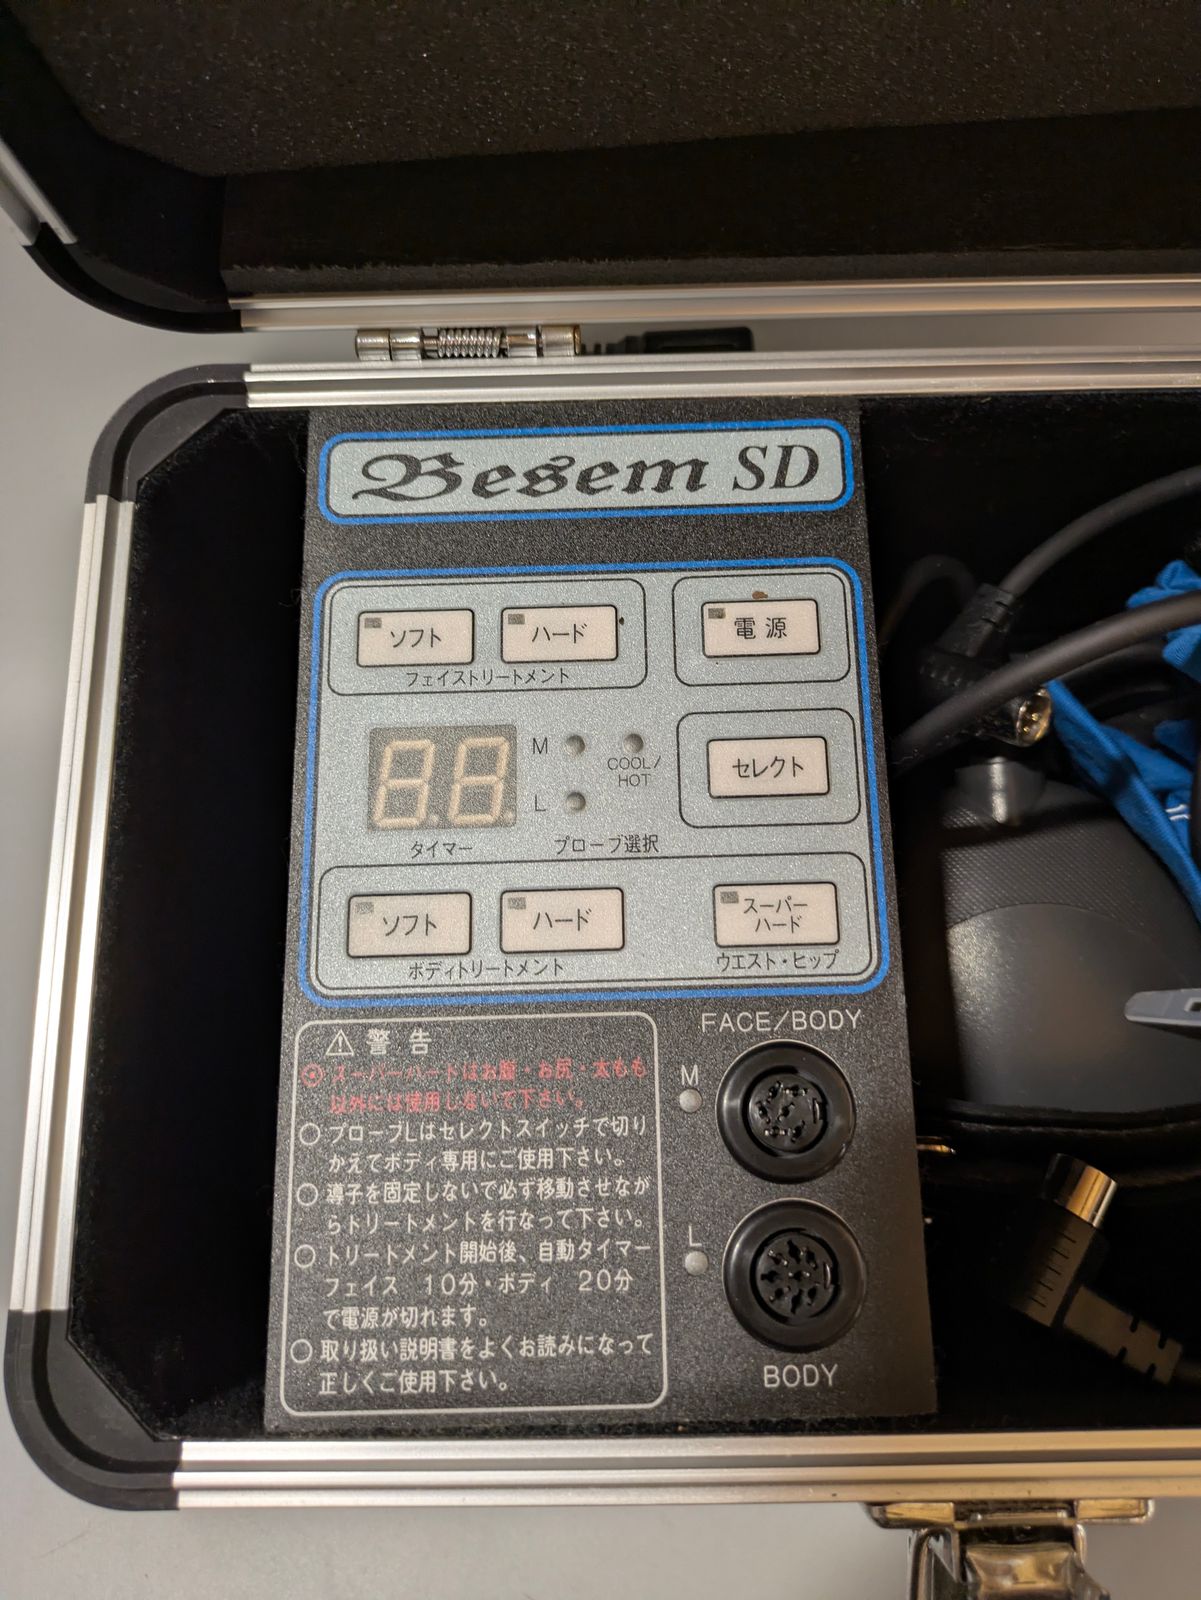 Besem SD
ソフト ハード 電源
フェイストリートメント
88 M COOL/
HOT セレクト
L
タイマー プローブ選択
ソフト ハード スーパー
ハード
ボディトリートメント ウエスト・ヒップ
⚠ 警告
スーパーハードはお腹・お尻・太もも
以外には使用しないで下さい。
○ プローブLはセレクトスイッチで切り
かえてボディ専用にご使用下さい。
○ 導子を固定しないで必ず移動させなが
らトリートメントを行なって下さい。
○ トリートメント開始後、自動タイマー
フェイス 10分・ボディ 20分
で電源が切れます。
○ 取り扱い説明書をよくお読みになって
正しくご使用下さい。
FACE/BODY
M
L
BODY